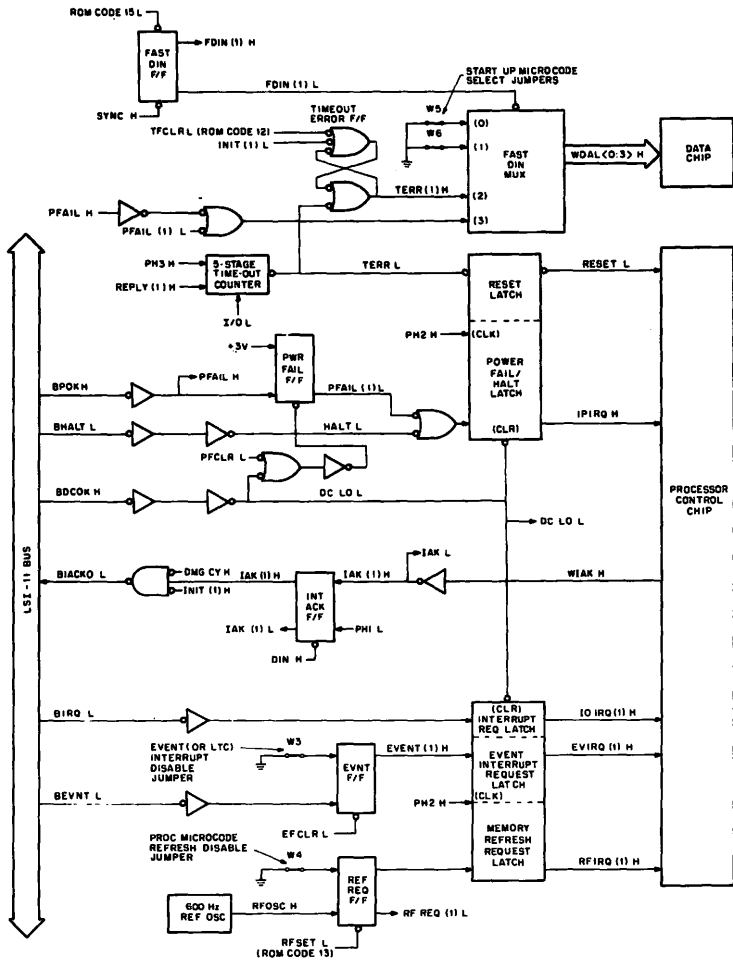 ROM CODE 15 L
FAST
DIN
F/F
FDIN (1) H
FDIN (1) L
SYNC H
START UP MICROCODE
SELECT JUMPERS
TIMEOUT
ERROR F/F
TFCLR L (ROM CODE 12)
INIT (1) L
W5
W6
(0)
(1)
(2)
(3)
FAST
DIN
MUX
WDAL <0:3> H
DATA
CHIP
TERR (1) H
PFAIL H
PFAIL (1) L
PH3 H
REPLY (1) H
5-STAGE
TIME-OUT
COUNTER
I/O L
TERR L
RESET
LATCH
RESET L
PH2 H
(CLK)
POWER
FAIL/
HALT
LATCH
(CLR)
IPIRQ H
+3V
PWR
FAIL
F/F
PFAIL (1) L
BPOK H
PFAIL H
BHALT L
HALT L
PFCLR L
BDCOK H
DC LO L
DC LO L
PROCESSOR
CONTROL
CHIP
LSI-11 BUS
BIACKO L
DMG CY H
INIT (1) H
IAK (1) H
IAK (1) L
INT
ACK
F/F
DIN H
PH1 L
IAK (1) H
IAK L
WIAK H
BIRQ L
(CLR)
INTERRUPT
REQ LATCH
IO IRQ (1) H
EVENT (OR LTC)
INTERRUPT
DISABLE
JUMPER
W3
EVNT
F/F
EVENT (1) H
EVENT
INTERRUPT
REQUEST
LATCH
(CLK)
EVIRQ (1) H
BEVNT L
PH2 H
EFCLR L
PROC MICROCODE
REFRESH DISABLE
JUMPER
W4
MEMORY
REFRESH
REQUEST
LATCH
RFIRQ (1) H
600 Hz
REF OSC
RFOSC H
REF
REQ
F/F
RF REQ (1) L
RFSET L
(ROM CODE 13)